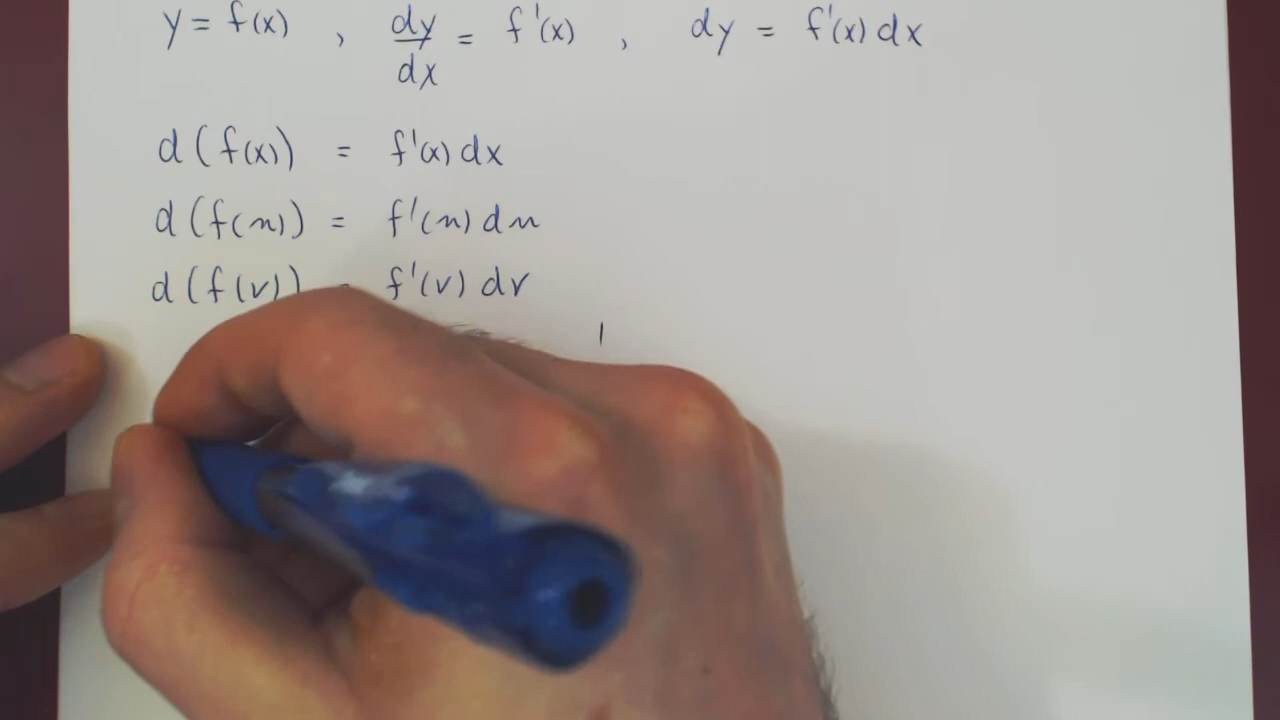 y = f(x) , dy/dx = f'(x) , dy = f'(x) dx
d(f(x)) = f'(x) dx
d(f(u)) = f'(u) du
d(f(v)) = f'(v) dv